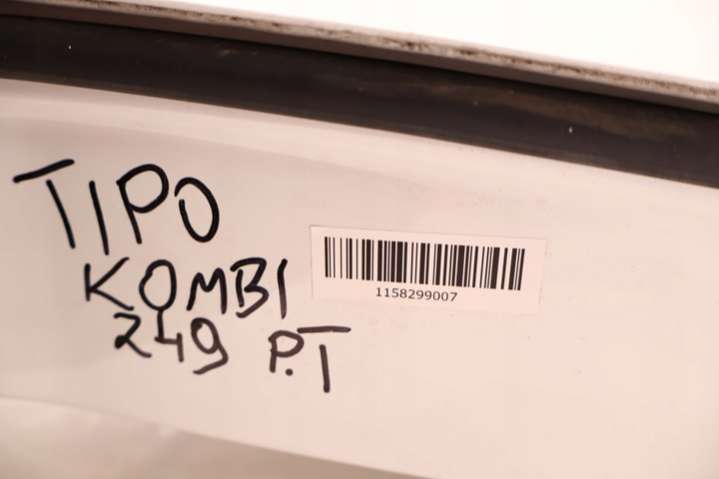 TIPO
KOMBI
249 P.T
1158299007